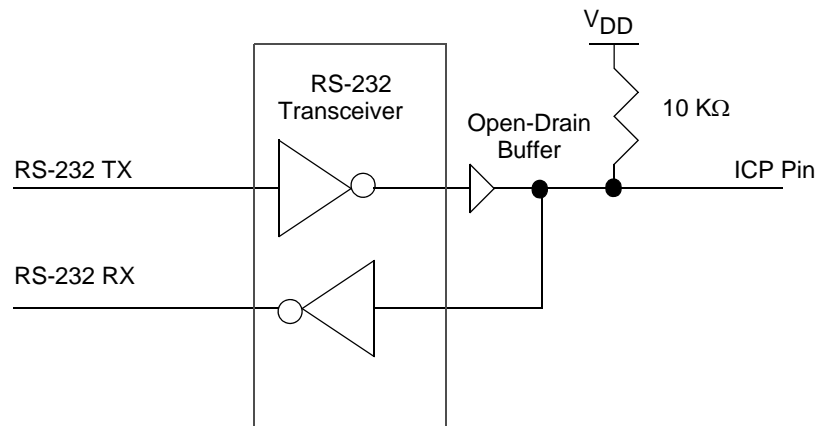 VDD
RS-232
Transceiver
10 KΩ
Open-Drain
Buffer
RS-232 TX
ICP Pin
RS-232 RX